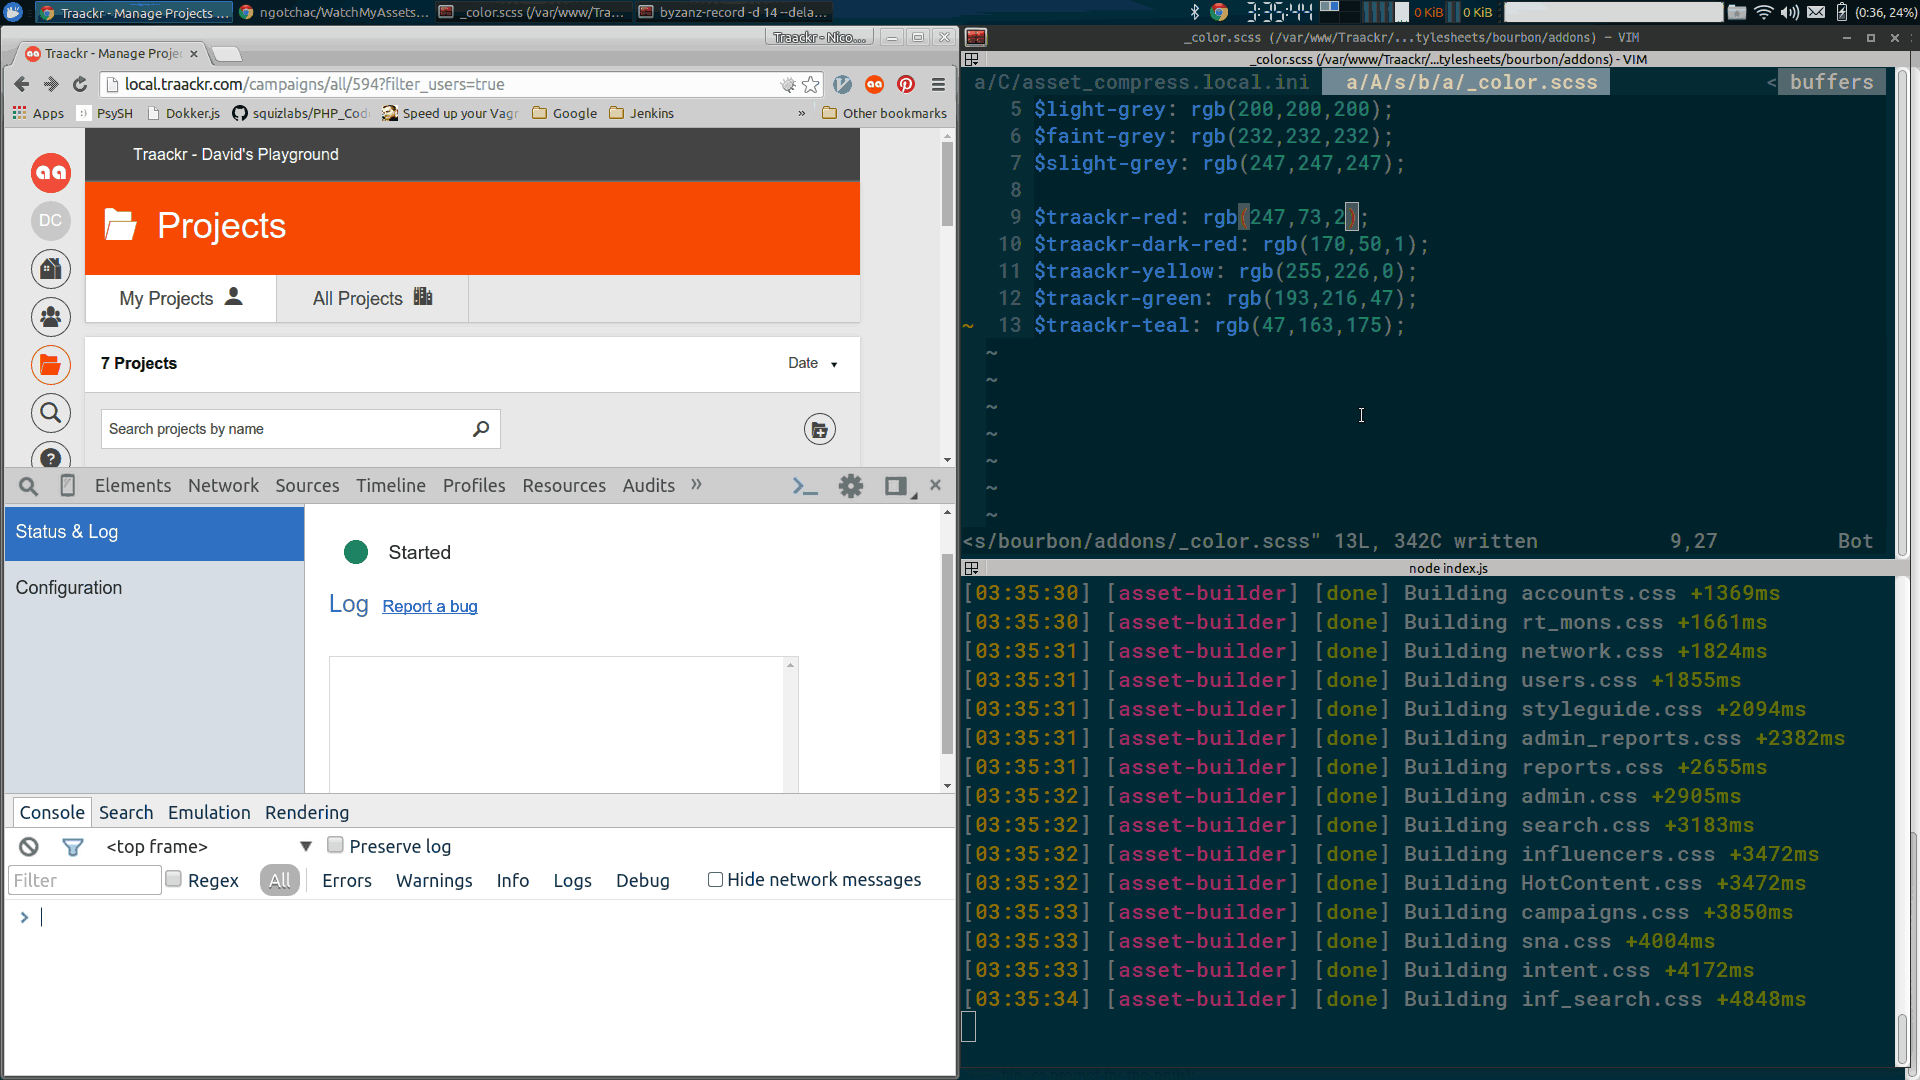 Traackr - Manage Projects ...
ngotchac/WatchMyAssets...
_color.scss (/var/www/Tra...
byzanz-record -d 14 --dela...
3:35:44
0 KiB
0 KiB
(0:36, 24%)
Traackr - Manage Projec
Traackr - Nico....
local.traackr.com/campaigns/all/594?filter_users=true
Apps
PsySH
Dokker.js
squizlabs/PHP_Code
Speed up your Vagr
Google
Jenkins
»
Other bookmarks
Traackr - David's Playground
DC
Projects
My Projects
All Projects
7 Projects
Date
Search projects by name
?
Elements
Network
Sources
Timeline
Profiles
Resources
Audits
»
Status & Log
Configuration
Started
Log
Report a bug
Console
Search
Emulation
Rendering
<top frame>
Preserve log
Filter
Regex
All
Errors
Warnings
Info
Logs
Debug
Hide network messages
>
_color.scss (/var/www/Traackr/...tylesheets/bourbon/addons) - VIM
_color.scss (/var/www/Traackr/...tylesheets/bourbon/addons) - VIM
a/C/asset_compress.local.ini
a/A/s/b/a/_color.scss
< buffers
5 $light-grey: rgb(200,200,200);
6 $faint-grey: rgb(232,232,232);
7 $slight-grey: rgb(247,247,247);
8
9 $traackr-red: rgb(247,73,2);
10 $traackr-dark-red: rgb(170,50,1);
11 $traackr-yellow: rgb(255,226,0);
12 $traackr-green: rgb(193,216,47);
~ 13 $traackr-teal: rgb(47,163,175);
~
~
~
~
~
~
~
<s/bourbon/addons/_color.scss" 13L, 342C written 9,27 Bot
node index.js
[03:35:30] [asset-builder] [done] Building accounts.css +1369ms
[03:35:30] [asset-builder] [done] Building rt_mons.css +1661ms
[03:35:31] [asset-builder] [done] Building network.css +1824ms
[03:35:31] [asset-builder] [done] Building users.css +1855ms
[03:35:31] [asset-builder] [done] Building styleguide.css +2094ms
[03:35:31] [asset-builder] [done] Building admin_reports.css +2382ms
[03:35:31] [asset-builder] [done] Building reports.css +2655ms
[03:35:32] [asset-builder] [done] Building admin.css +2905ms
[03:35:32] [asset-builder] [done] Building search.css +3183ms
[03:35:32] [asset-builder] [done] Building influencers.css +3472ms
[03:35:32] [asset-builder] [done] Building HotContent.css +3472ms
[03:35:33] [asset-builder] [done] Building campaigns.css +3850ms
[03:35:33] [asset-builder] [done] Building sna.css +4004ms
[03:35:33] [asset-builder] [done] Building intent.css +4172ms
[03:35:34] [asset-builder] [done] Building inf_search.css +4848ms